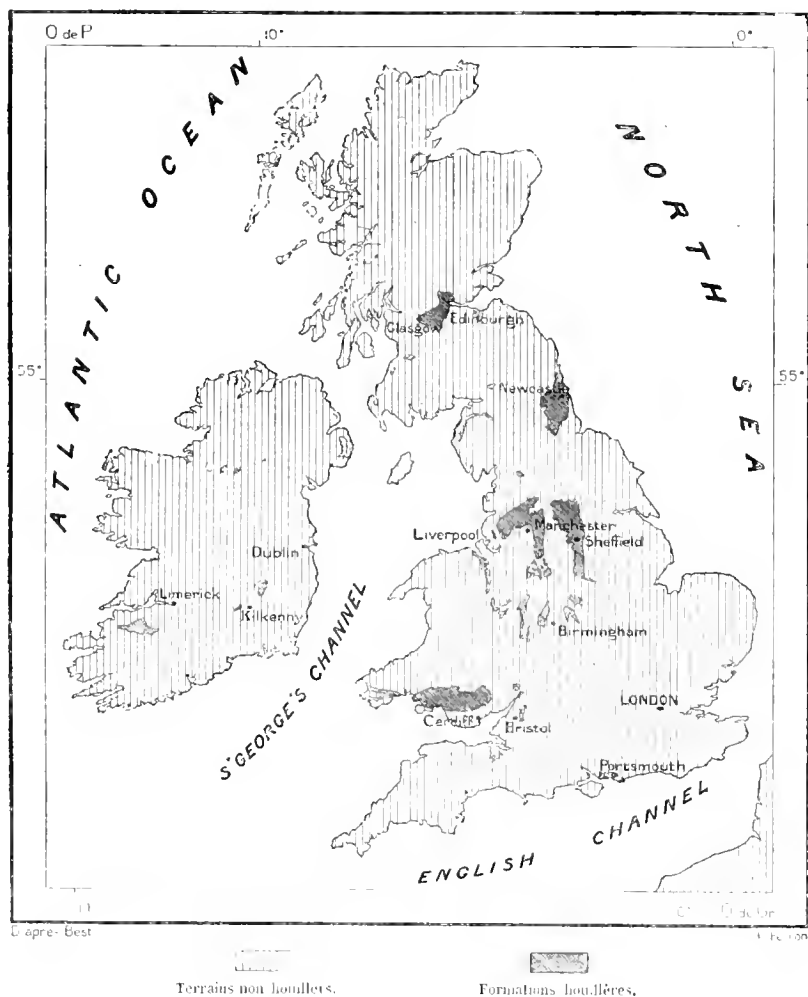 O de P 10° 0°
ATLANTIC OCEAN
NORTH SEA
Glasgow Edinburgh
55° 55°
Newcastle
Liverpool Manchester
Sheffield
Dublin
Limerick
Kilkenny
Birmingham
ST GEORGE'S CHANNEL
LONDON
Cardiff Bristol
Portsmouth
ENGLISH CHANNEL
D'après Best
Terrains non houillers. Formations houillères.